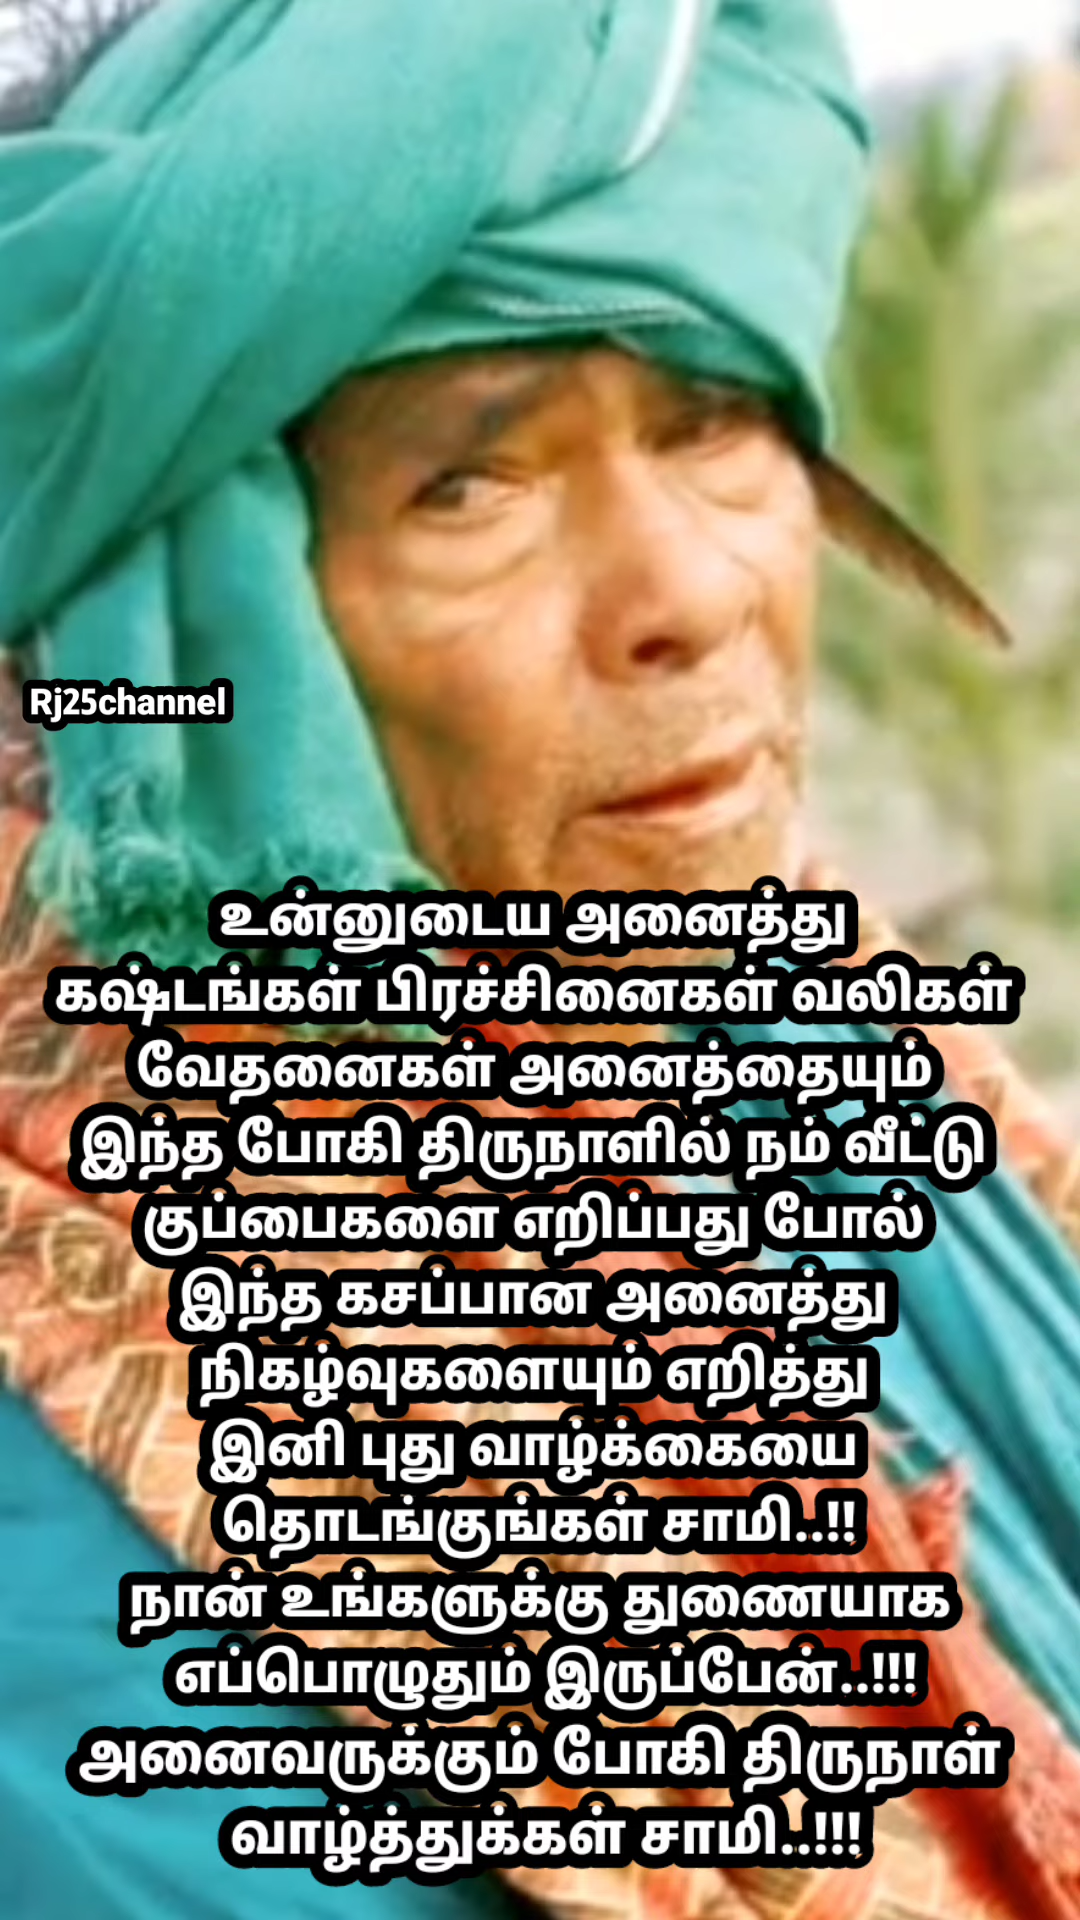 Rj25channel
உன்னுடைய அனைத்து
கஷ்டங்கள் பிரச்சினைகள் வலிகள்
வேதனைகள் அனைத்தையும்
இந்த போகி திருநாளில் நம் வீட்டு
குப்பைகளை எறிப்பது போல்
இந்த கசப்பான அனைத்து
நிகழ்வுகளையும் எறித்து
இனி புது வாழ்க்கையை
தொடங்குங்கள் சாமி..!!
நான் உங்களுக்கு துணையாக
எப்பொழுதும் இருப்பேன்..!!!
அனைவருக்கும் போகி திருநாள்
வாழ்த்துக்கள் சாமி..!!!